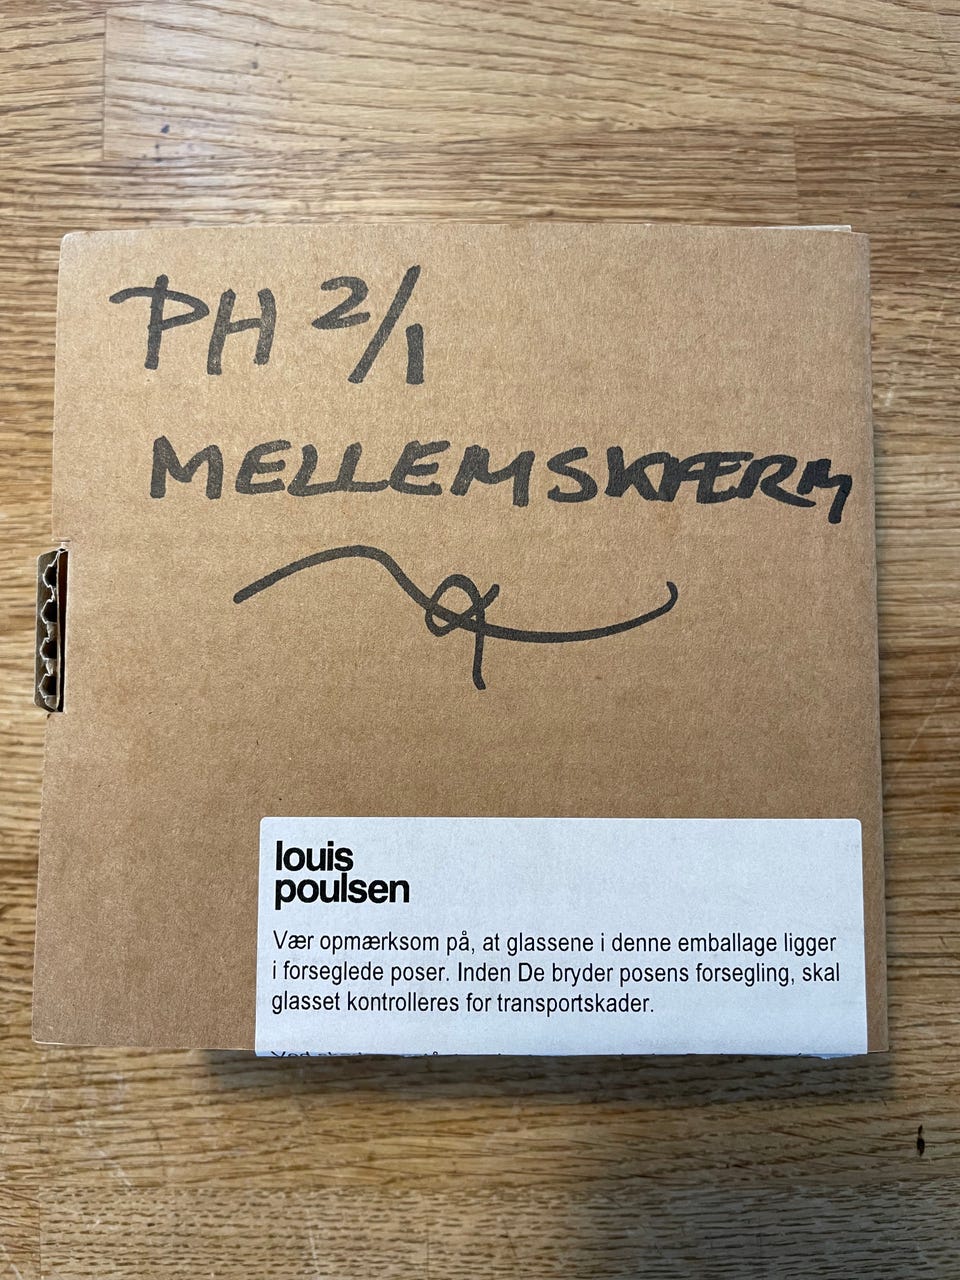 PH 2/1
MELLEMSKÆRM
louis
poulsen
Vær opmærksom på, at glassene i denne emballage ligger
i forseglede poser. Inden De bryder posens forsegling, skal
glasset kontrolleres for transportskader.